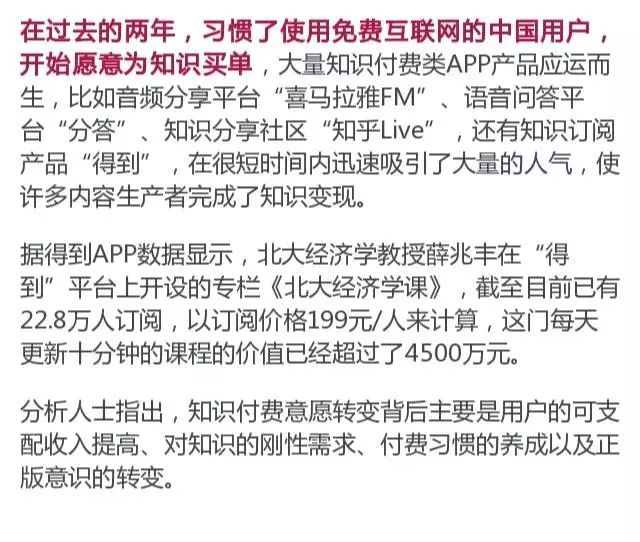 在过去的两年，习惯了使用免费互联网的中国用户，
开始愿意为知识买单，大量知识付费类APP产品应运而
生，比如音频分享平台“喜马拉雅FM”、语音问答平
台“分答”、知识分享社区“知乎Live”，还有知识订阅
产品“得到”，在很短时间内迅速吸引了大量的人气，使
许多内容生产者完成了知识变现。
据得到APP数据显示，北大经济学教授薛兆丰在“得
到”平台上开设的专栏《北大经济学课》，截至目前已有
22.8万人订阅，以订阅价格199元/人来计算，这门每天
更新十分钟的课程的价值已经超过了4500万元。
分析人士指出，知识付费意愿转变背后主要是用户的可支
配收入提高、对知识的刚性需求、付费习惯的养成以及正
版意识的转变。